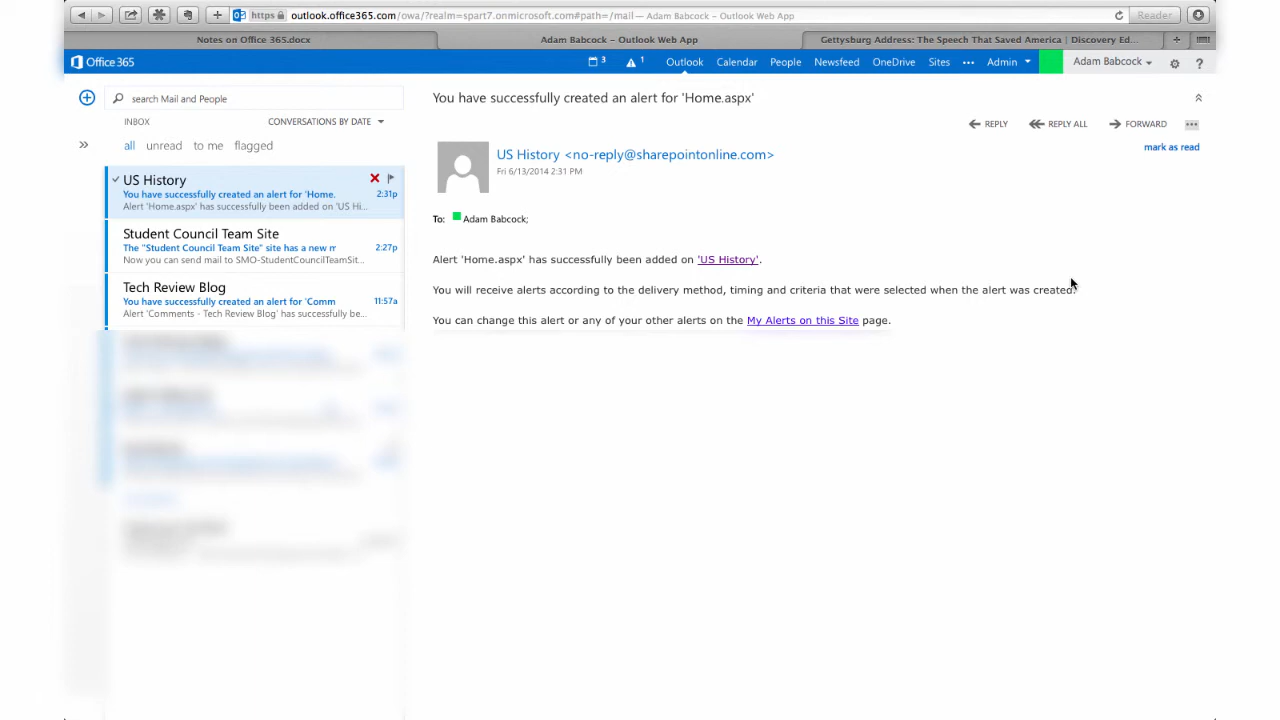 https outlook.office365.com/owa/?realm=spart7.onmicrosoft.com#path=/mail — Adam Babcock – Outlook Web App Reader
Notes on Office 365.docx Adam Babcock – Outlook Web App Gettysburg Address: The Speech That Saved America | Discovery Ed...
Office 365 3 1 Outlook Calendar People Newsfeed OneDrive Sites ••• Admin Adam Babcock ?
search Mail and People
INBOX CONVERSATIONS BY DATE
all unread to me flagged
US History
You have successfully created an alert for 'Home. 2:31p
Alert 'Home.aspx' has successfully been added on 'US Hi...
Student Council Team Site
The "Student Council Team Site" site has a new m 2:27p
Now you can send mail to SMO-StudentCouncilTeamSit...
Tech Review Blog
You have successfully created an alert for 'Comm 11:57a
Alert 'Comments - Tech Review Blog' has successfully be...
You have successfully created an alert for 'Home.aspx'
REPLY REPLY ALL FORWARD •••
mark as read
US History <no-reply@sharepointonline.com>
Fri 6/13/2014 2:31 PM
To: Adam Babcock;
Alert 'Home.aspx' has successfully been added on 'US History'.
You will receive alerts according to the delivery method, timing and criteria that were selected when the alert was created.
You can change this alert or any of your other alerts on the My Alerts on this Site page.